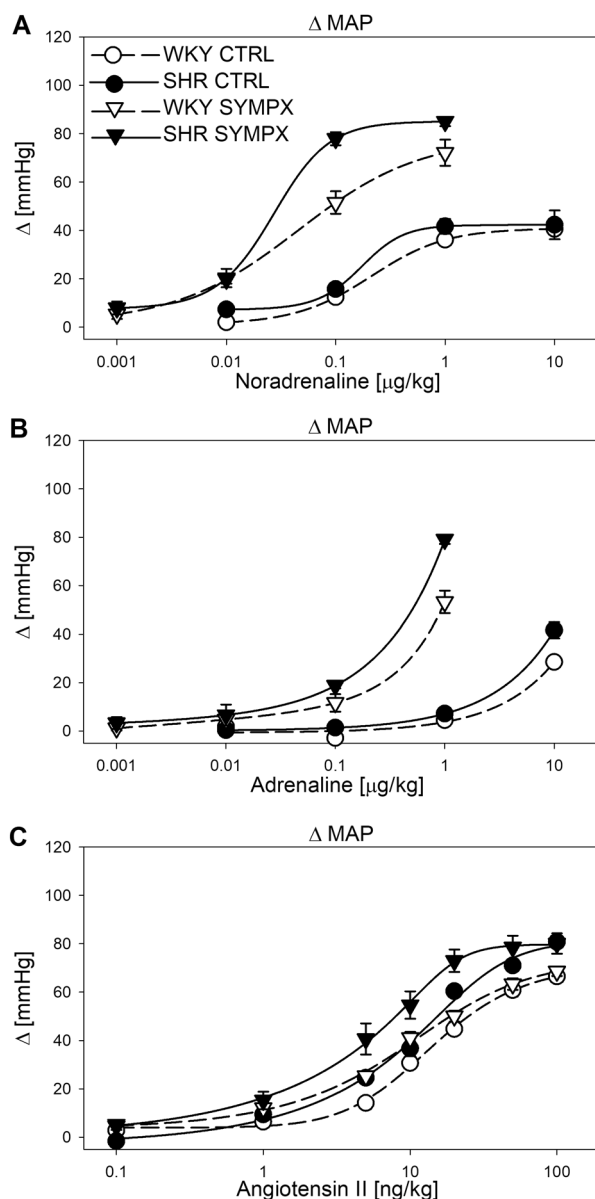 A
Δ MAP
120
100
80
60
40
20
0
Δ [mmHg]
WKY CTRL
SHR CTRL
WKY SYMPX
SHR SYMPX
0.001 0.01 0.1 1 10
Noradrenaline [μg/kg]
B
Δ MAP
120
100
80
60
40
20
0
Δ [mmHg]
0.001 0.01 0.1 1 10
Adrenaline [μg/kg]
C
Δ MAP
120
100
80
60
40
20
0
Δ [mmHg]
0.1 1 10 100
Angiotensin II [ng/kg]